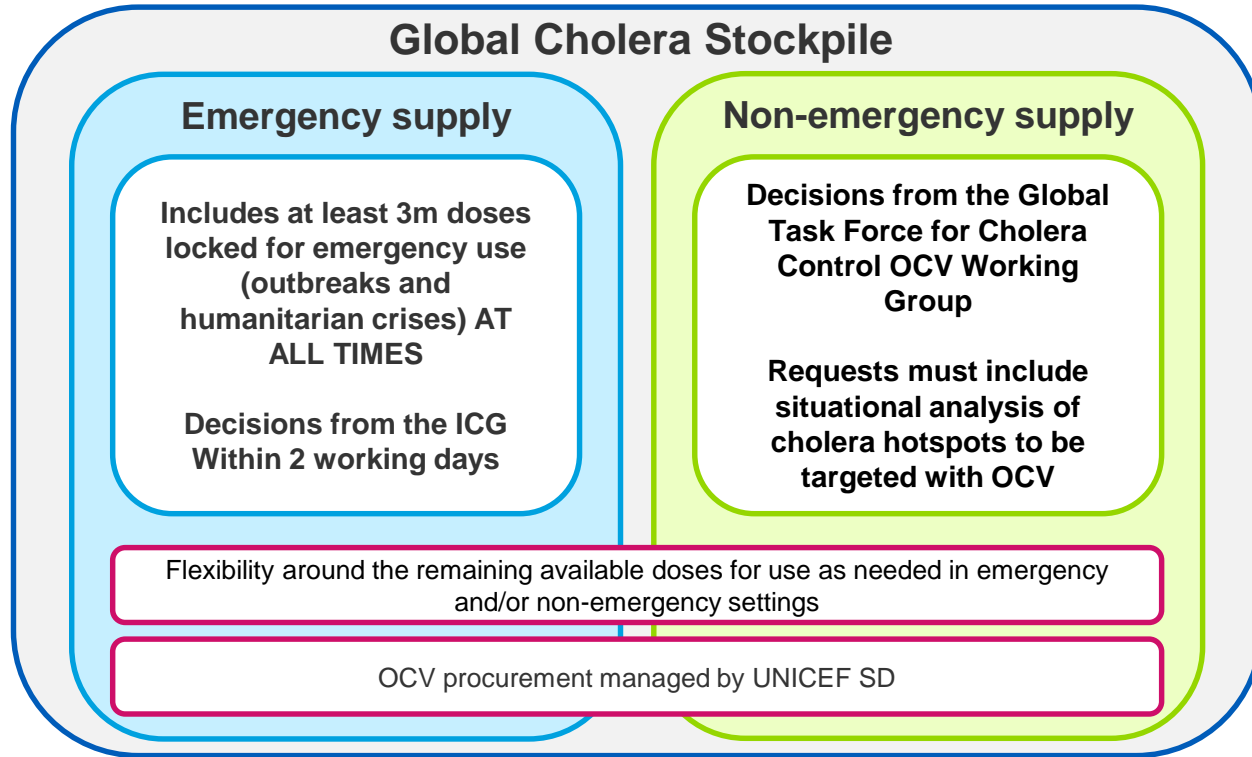 Global Cholera Stockpile
Emergency supply
Includes at least 3m doses
locked for emergency use
(outbreaks and
humanitarian crises) AT
ALL TIMES
Decisions from the ICG
Within 2 working days
Non-emergency supply
Decisions from the Global
Task Force for Cholera
Control OCV Working
Group
Requests must include
situational analysis of
cholera hotspots to be
targeted with OCV
Flexibility around the remaining available doses for use as needed in emergency
and/or non-emergency settings
OCV procurement managed by UNICEF SD